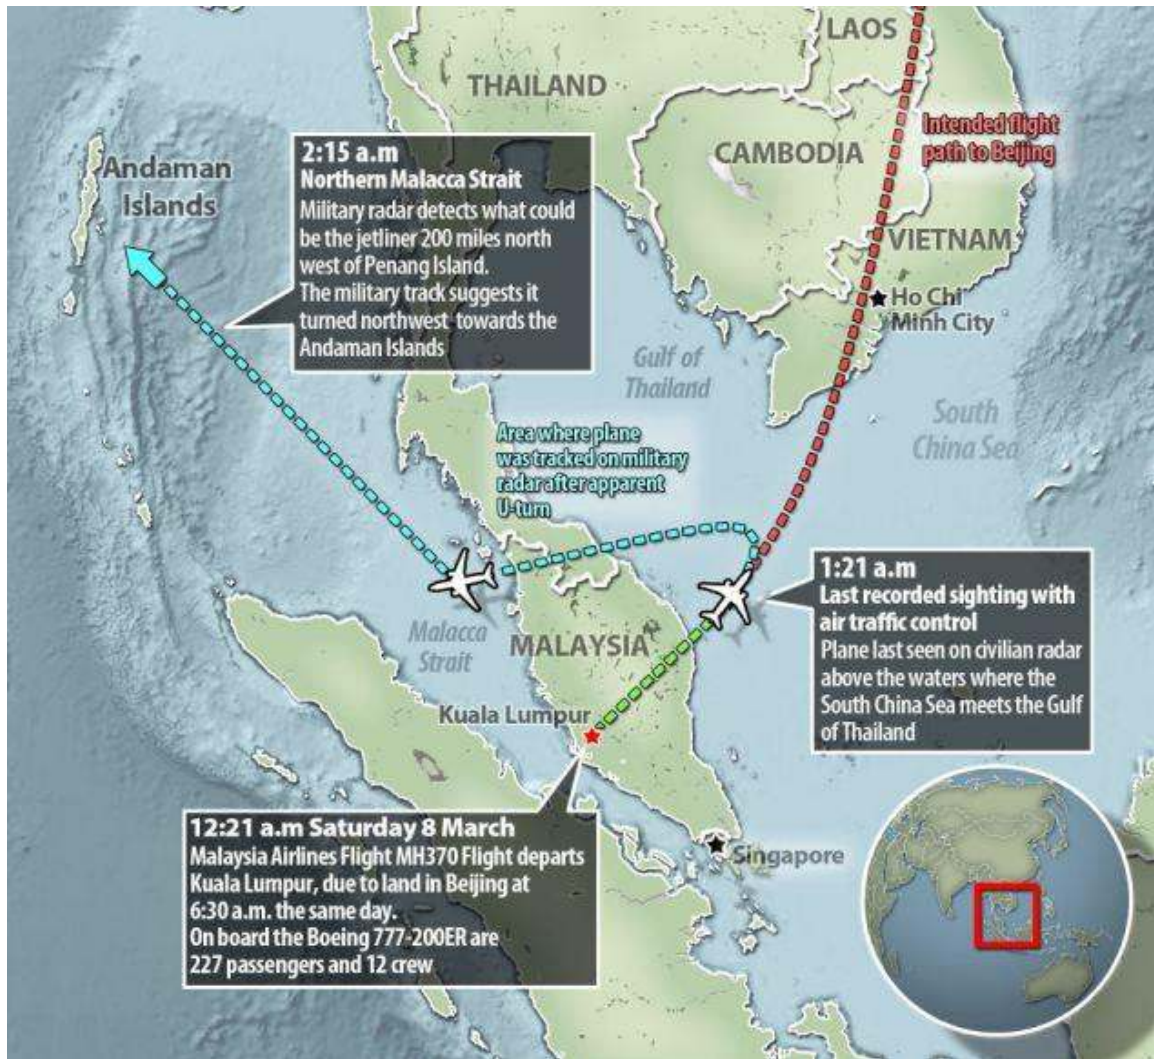 LAOS
THAILAND
Intended flight
path to Beijing
CAMBODIA
2:15 a.m
Northern Malacca Strait
Military radar detects what could
be the jetliner 200 miles north
west of Penang Island.
The military track suggests it
turned northwest towards the
Andaman Islands
Andaman
Islands
VIETNAM
Ho Chi
Minh City
Gulf of
Thailand
South
China Sea
Area where plane
was tracked on military
radar after apparent
U-turn
1:21 a.m
Last recorded sighting with
air traffic control
Plane last seen on civilian radar
above the waters where the
South China Sea meets the Gulf
of Thailand
Malacca
Strait
MALAYSIA
Kuala Lumpur
12:21 a.m Saturday 8 March
Malaysia Airlines Flight MH370 Flight departs
Kuala Lumpur, due to land in Beijing at
6:30 a.m. the same day.
On board the Boeing 777-200ER are
227 passengers and 12 crew
Singapore